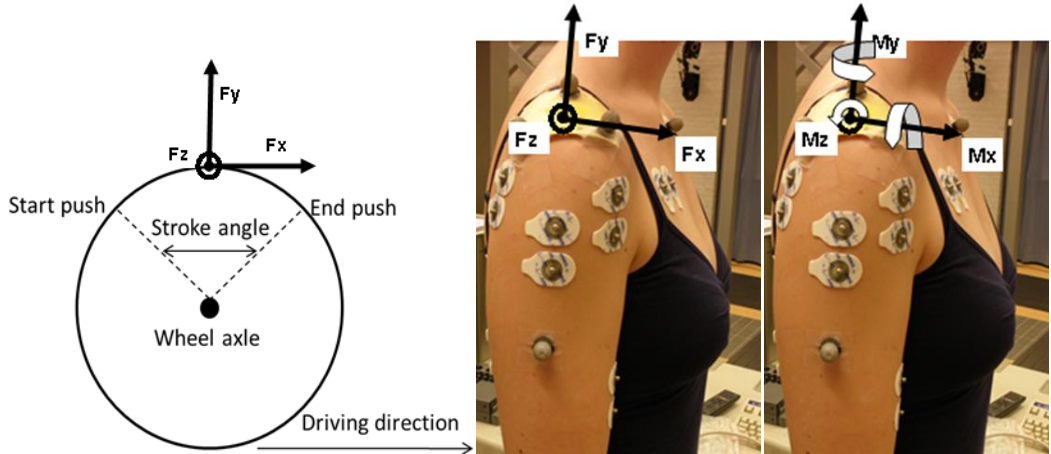 Fy
Fz
Fx
Start push
End push
Stroke angle
Wheel axle
Driving direction
Fy
Fz
Fx
My
Mz
Mx